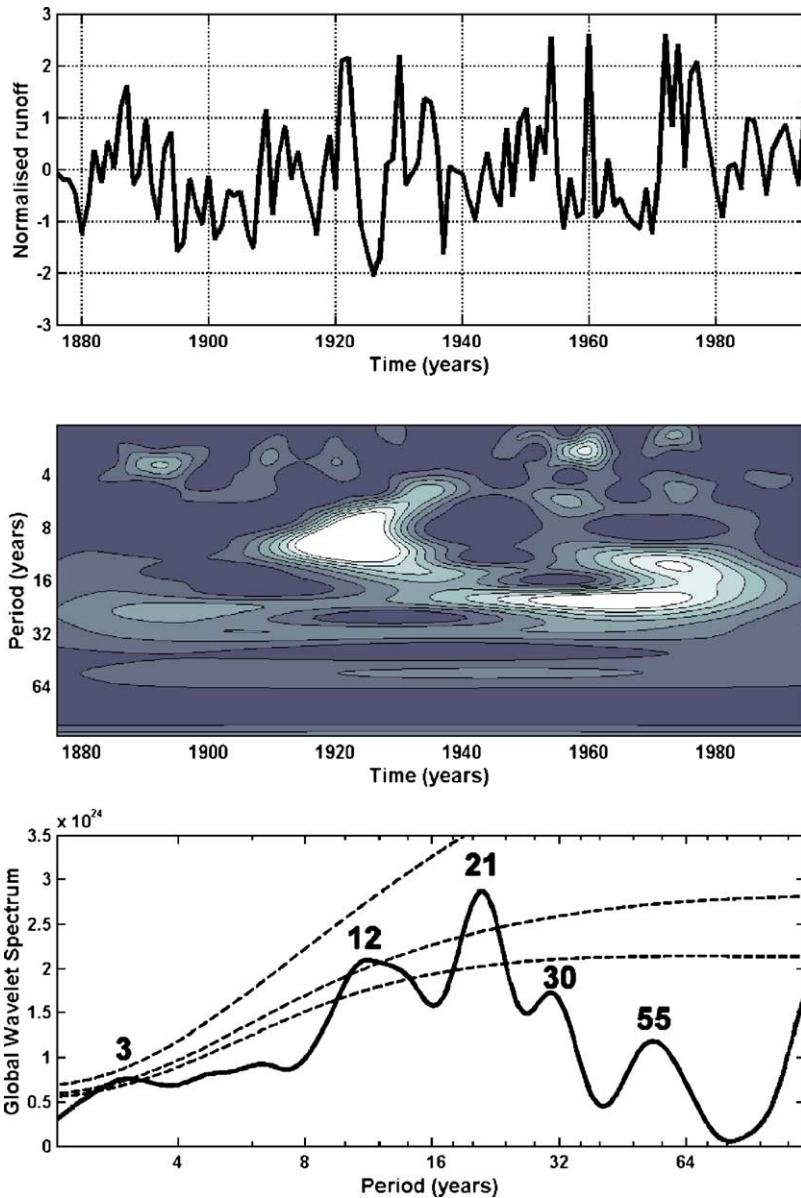 3
2
1
0
-1
-2
-3
Normalised runoff
1880 1900 1920 1940 1960 1980
Time (years)
4
8
16
32
64
Period (years)
1880 1900 1920 1940 1960 1980
Time (years)
x 10^24
3.5
3
2.5
2
1.5
1
0.5
0
Global Wavelet Spectrum
3
12
21
30
55
4 8 16 32 64
Period (years)